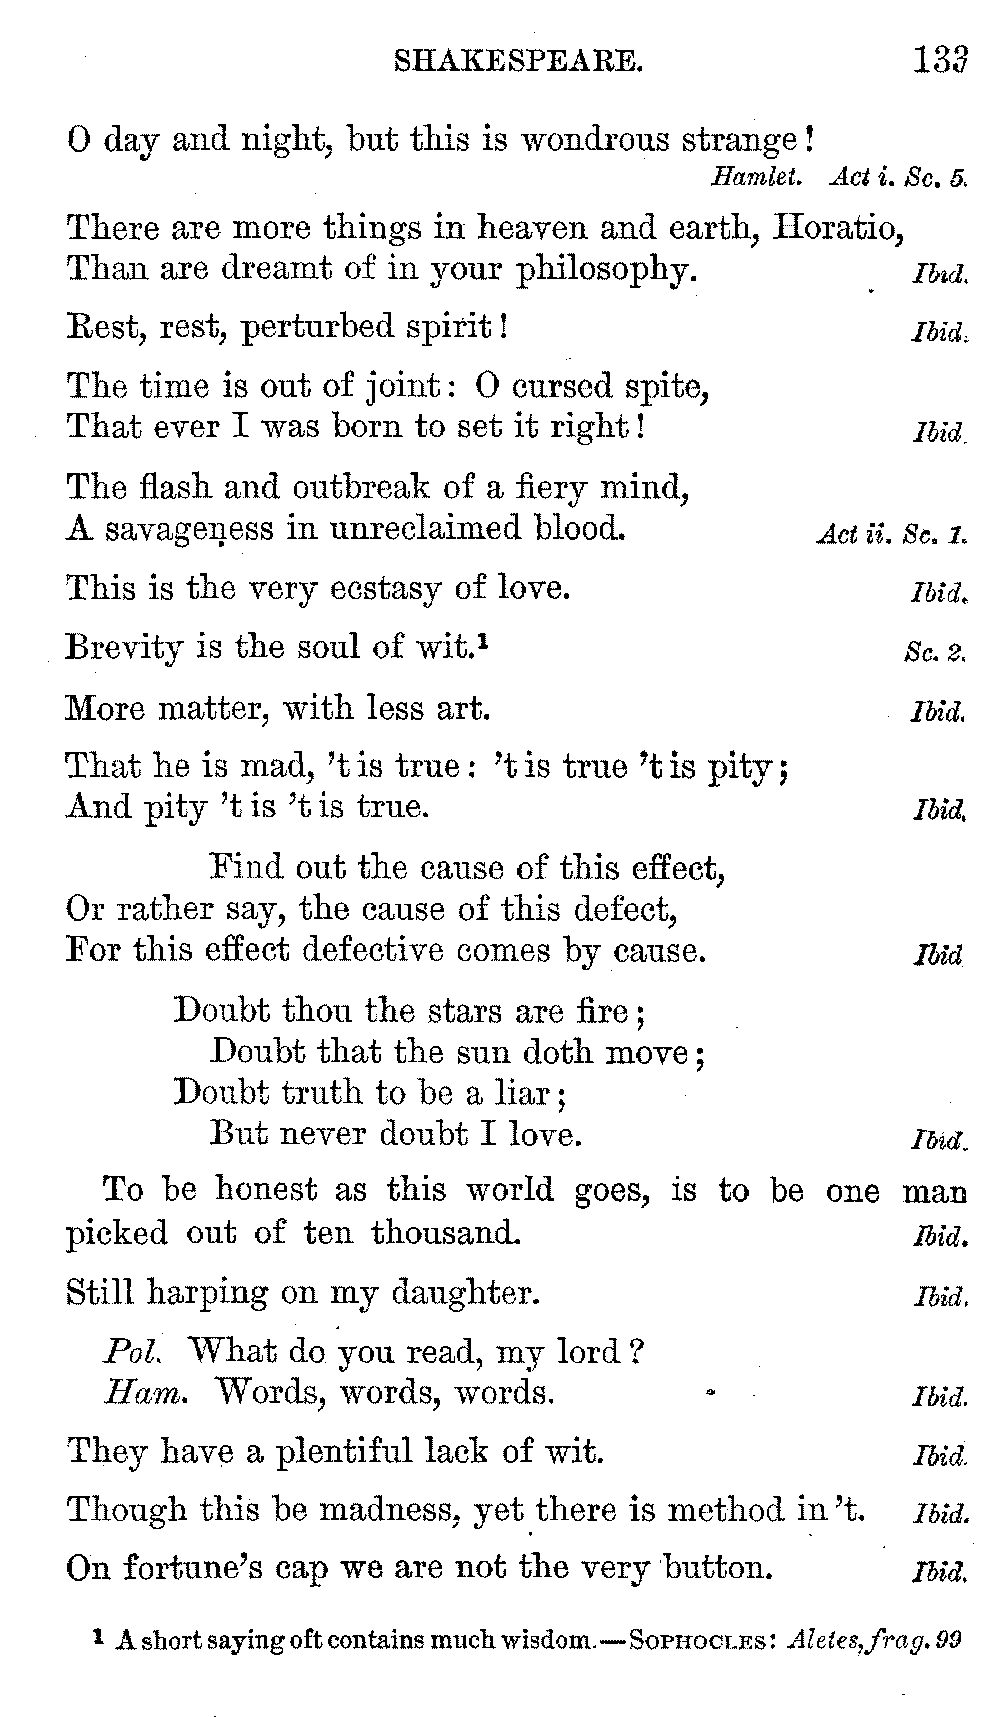 SHAKESPEARE. 133
O day and night, but this is wondrous strange!
Hamlet. Act i. Sc. 5.
There are more things in heaven and earth, Horatio,
Than are dreamt of in your philosophy. Ibid.
Rest, rest, perturbed spirit! Ibid.
The time is out of joint: O cursed spite,
That ever I was born to set it right! Ibid.
The flash and outbreak of a fiery mind,
A savageness in unreclaimed blood. Act ii. Sc. 1.
This is the very ecstasy of love. Ibid.
Brevity is the soul of wit.¹ Sc. 2.
More matter, with less art. Ibid.
That he is mad, 't is true: 't is true 't is pity;
And pity 't is 't is true. Ibid.
Find out the cause of this effect,
Or rather say, the cause of this defect,
For this effect defective comes by cause. Ibid
Doubt thou the stars are fire;
Doubt that the sun doth move;
Doubt truth to be a liar;
But never doubt I love. Ibid.
To be honest as this world goes, is to be one man
picked out of ten thousand. Ibid.
Still harping on my daughter. Ibid.
Pol. What do you read, my lord?
Ham. Words, words, words. Ibid.
They have a plentiful lack of wit. Ibid.
Though this be madness, yet there is method in 't. Ibid.
On fortune's cap we are not the very button. Ibid.
¹ A short saying oft contains much wisdom.—SOPHOCLES: Aletes, frag. 99